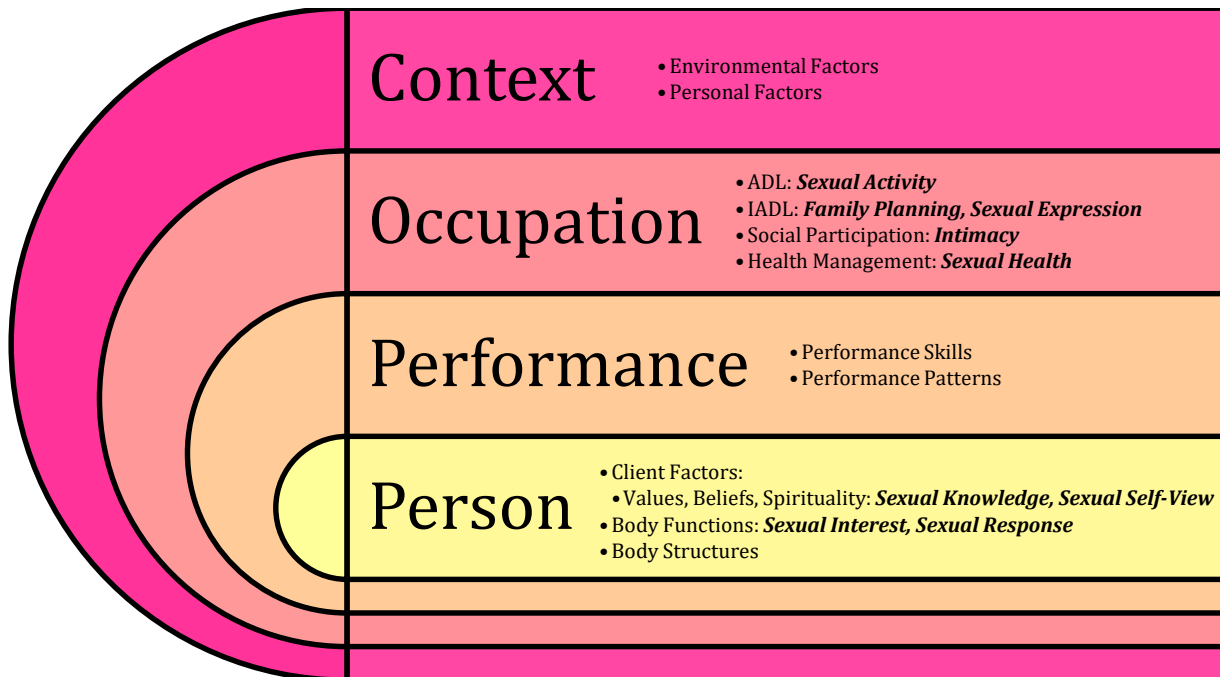 Context
• Environmental Factors
• Personal Factors
Occupation
• ADL: Sexual Activity
• IADL: Family Planning, Sexual Expression
• Social Participation: Intimacy
• Health Management: Sexual Health
Performance
• Performance Skills
• Performance Patterns
Person
• Client Factors:
• Values, Beliefs, Spirituality: Sexual Knowledge, Sexual Self-View
• Body Functions: Sexual Interest, Sexual Response
• Body Structures